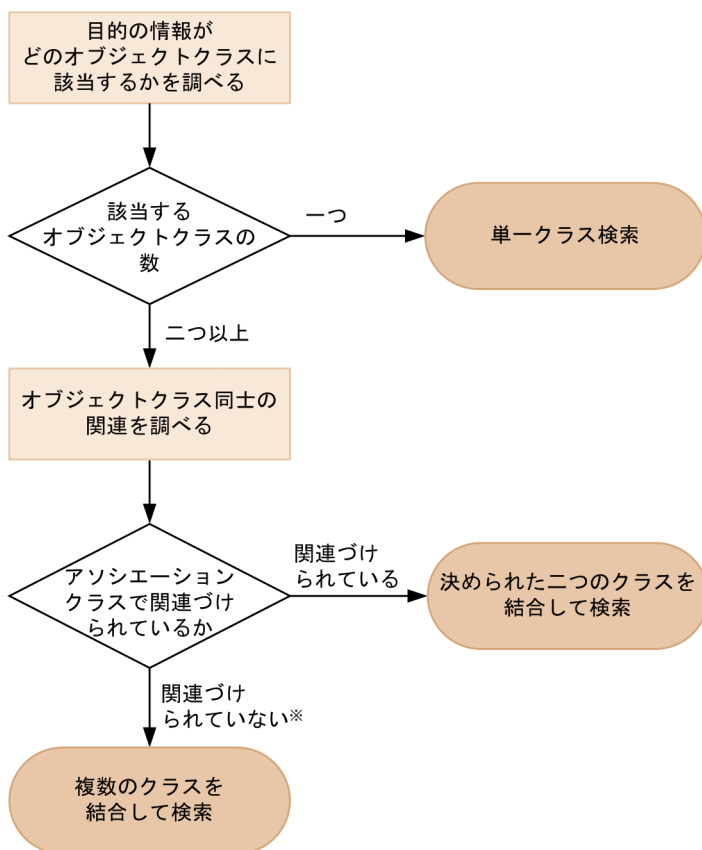 目的の情報が
どのオブジェクトクラスに
該当するかを調べる
該当する
オブジェクトクラスの
数
一つ
単一クラス検索
二つ以上
オブジェクトクラス同士の
関連を調べる
アソシエーション
クラスで関連づけ
られているか
関連づけ
られている
決められた二つのクラスを
結合して検索
関連づけ
られていない※
複数のクラスを
結合して検索